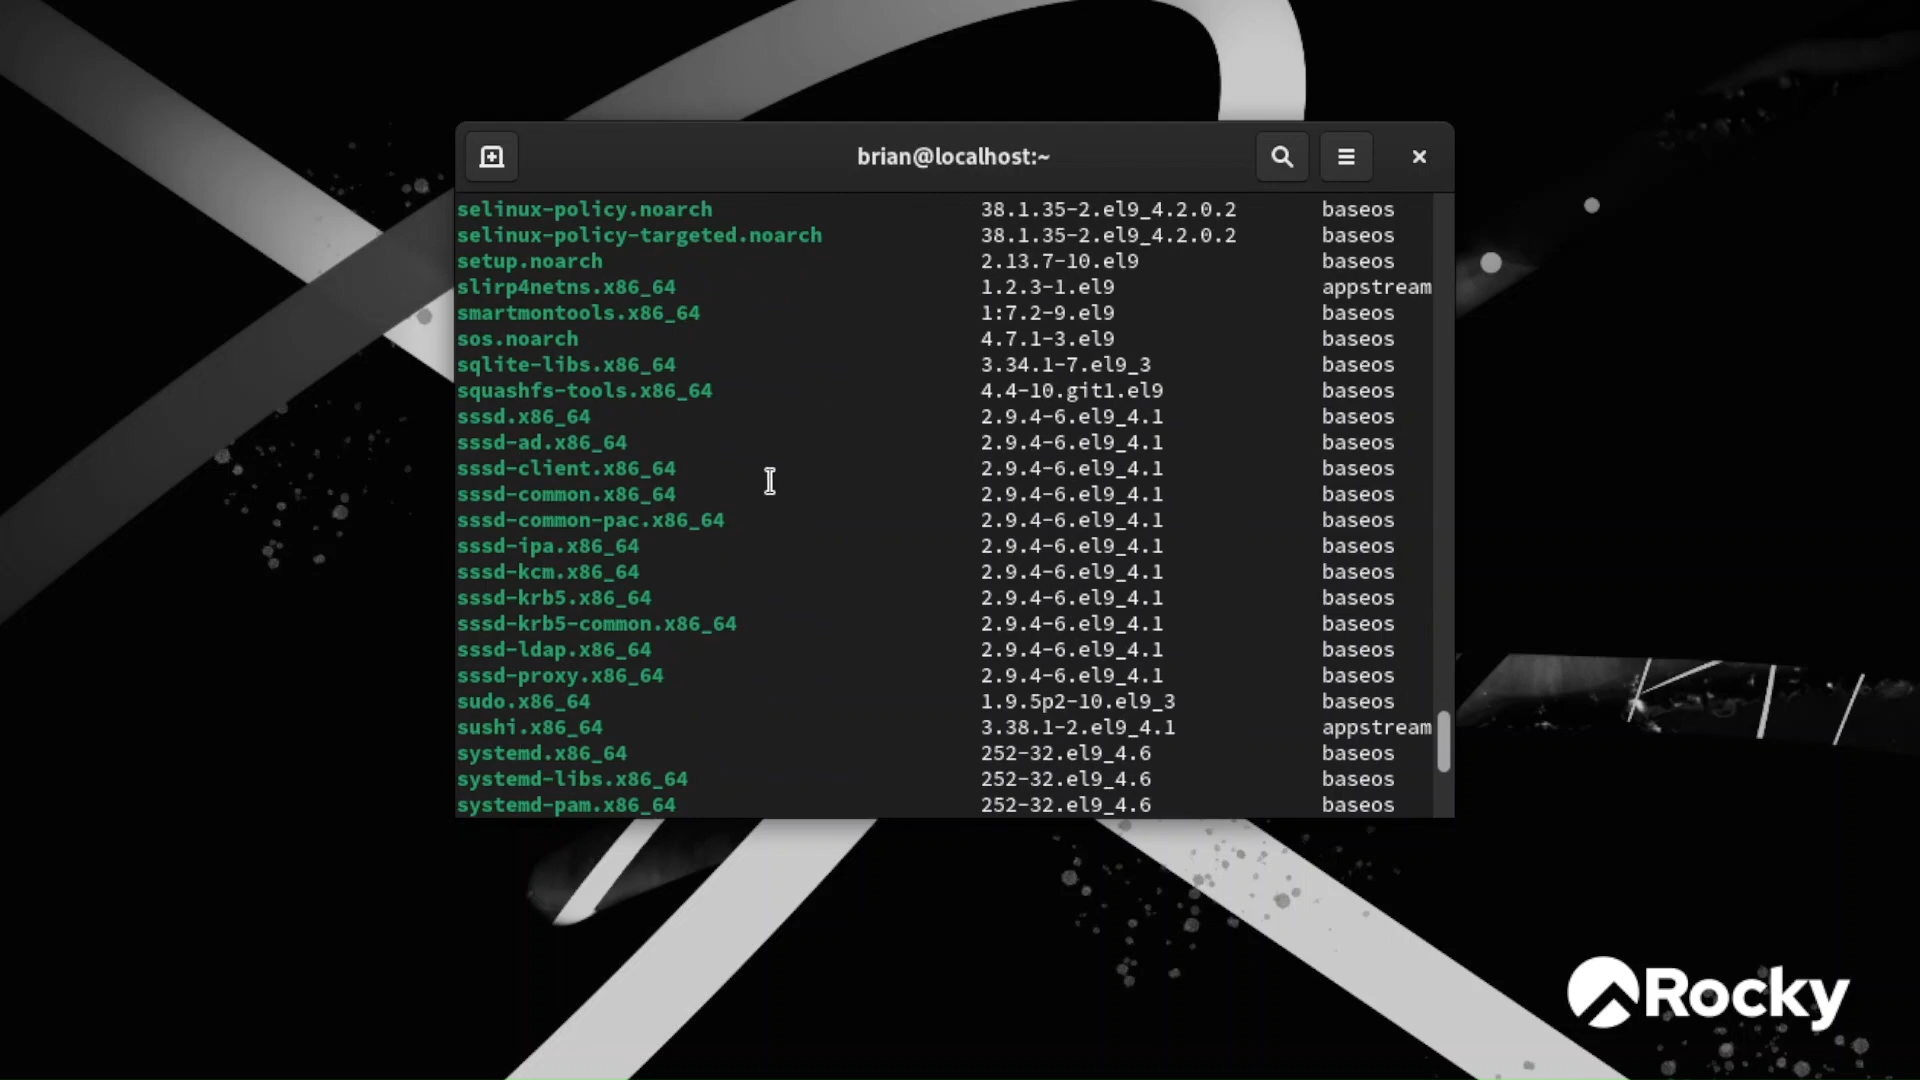 brian@localhost:~
selinux-policy.noarch 38.1.35-2.el9_4.2.0.2 baseos
selinux-policy-targeted.noarch 38.1.35-2.el9_4.2.0.2 baseos
setup.noarch 2.13.7-10.el9 baseos
slirp4netns.x86_64 1.2.3-1.el9 appstream
smartmontools.x86_64 1:7.2-9.el9 baseos
sos.noarch 4.7.1-3.el9 baseos
sqlite-libs.x86_64 3.34.1-7.el9_3 baseos
squashfs-tools.x86_64 4.4-10.git1.el9 baseos
sssd.x86_64 2.9.4-6.el9_4.1 baseos
sssd-ad.x86_64 2.9.4-6.el9_4.1 baseos
sssd-client.x86_64 2.9.4-6.el9_4.1 baseos
sssd-common.x86_64 2.9.4-6.el9_4.1 baseos
sssd-common-pac.x86_64 2.9.4-6.el9_4.1 baseos
sssd-ipa.x86_64 2.9.4-6.el9_4.1 baseos
sssd-kcm.x86_64 2.9.4-6.el9_4.1 baseos
sssd-krb5.x86_64 2.9.4-6.el9_4.1 baseos
sssd-krb5-common.x86_64 2.9.4-6.el9_4.1 baseos
sssd-ldap.x86_64 2.9.4-6.el9_4.1 baseos
sssd-proxy.x86_64 2.9.4-6.el9_4.1 baseos
sudo.x86_64 1.9.5p2-10.el9_3 baseos
sushi.x86_64 3.38.1-2.el9_4.1 appstream
systemd.x86_64 252-32.el9_4.6 baseos
systemd-libs.x86_64 252-32.el9_4.6 baseos
systemd-pam.x86_64 252-32.el9_4.6 baseos
Rocky